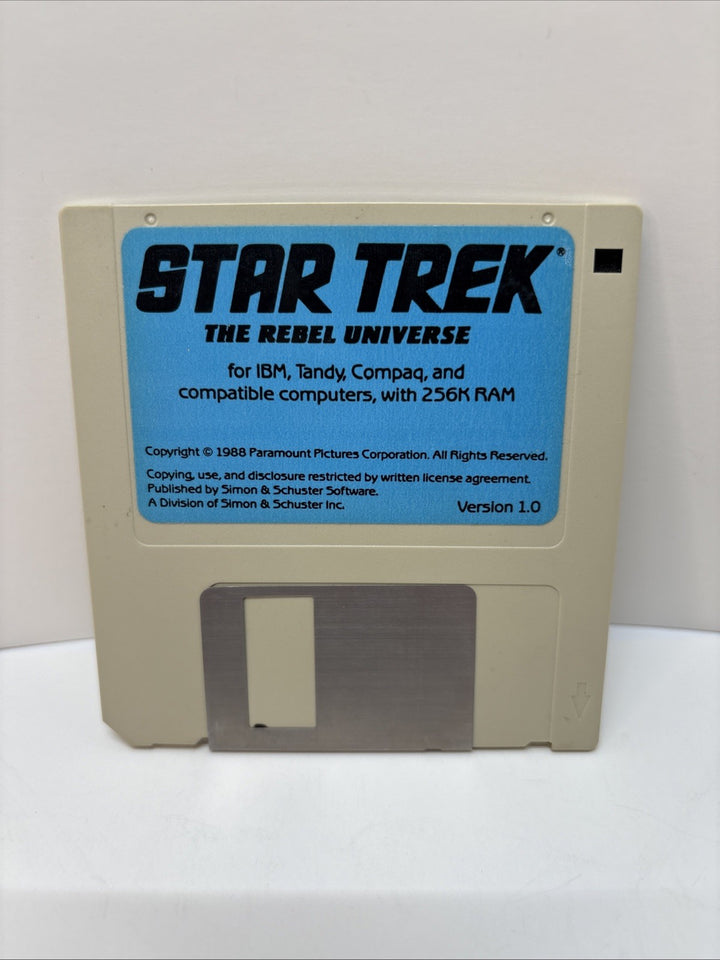 STAR TREK®
THE REBEL UNIVERSE
for IBM, Tandy, Compaq, and
compatible computers, with 256K RAM
Copyright © 1988 Paramount Pictures Corporation. All Rights Reserved.
Copying, use, and disclosure restricted by written license agreement.
Published by Simon & Schuster Software.
A Division of Simon & Schuster Inc.
Version 1.0